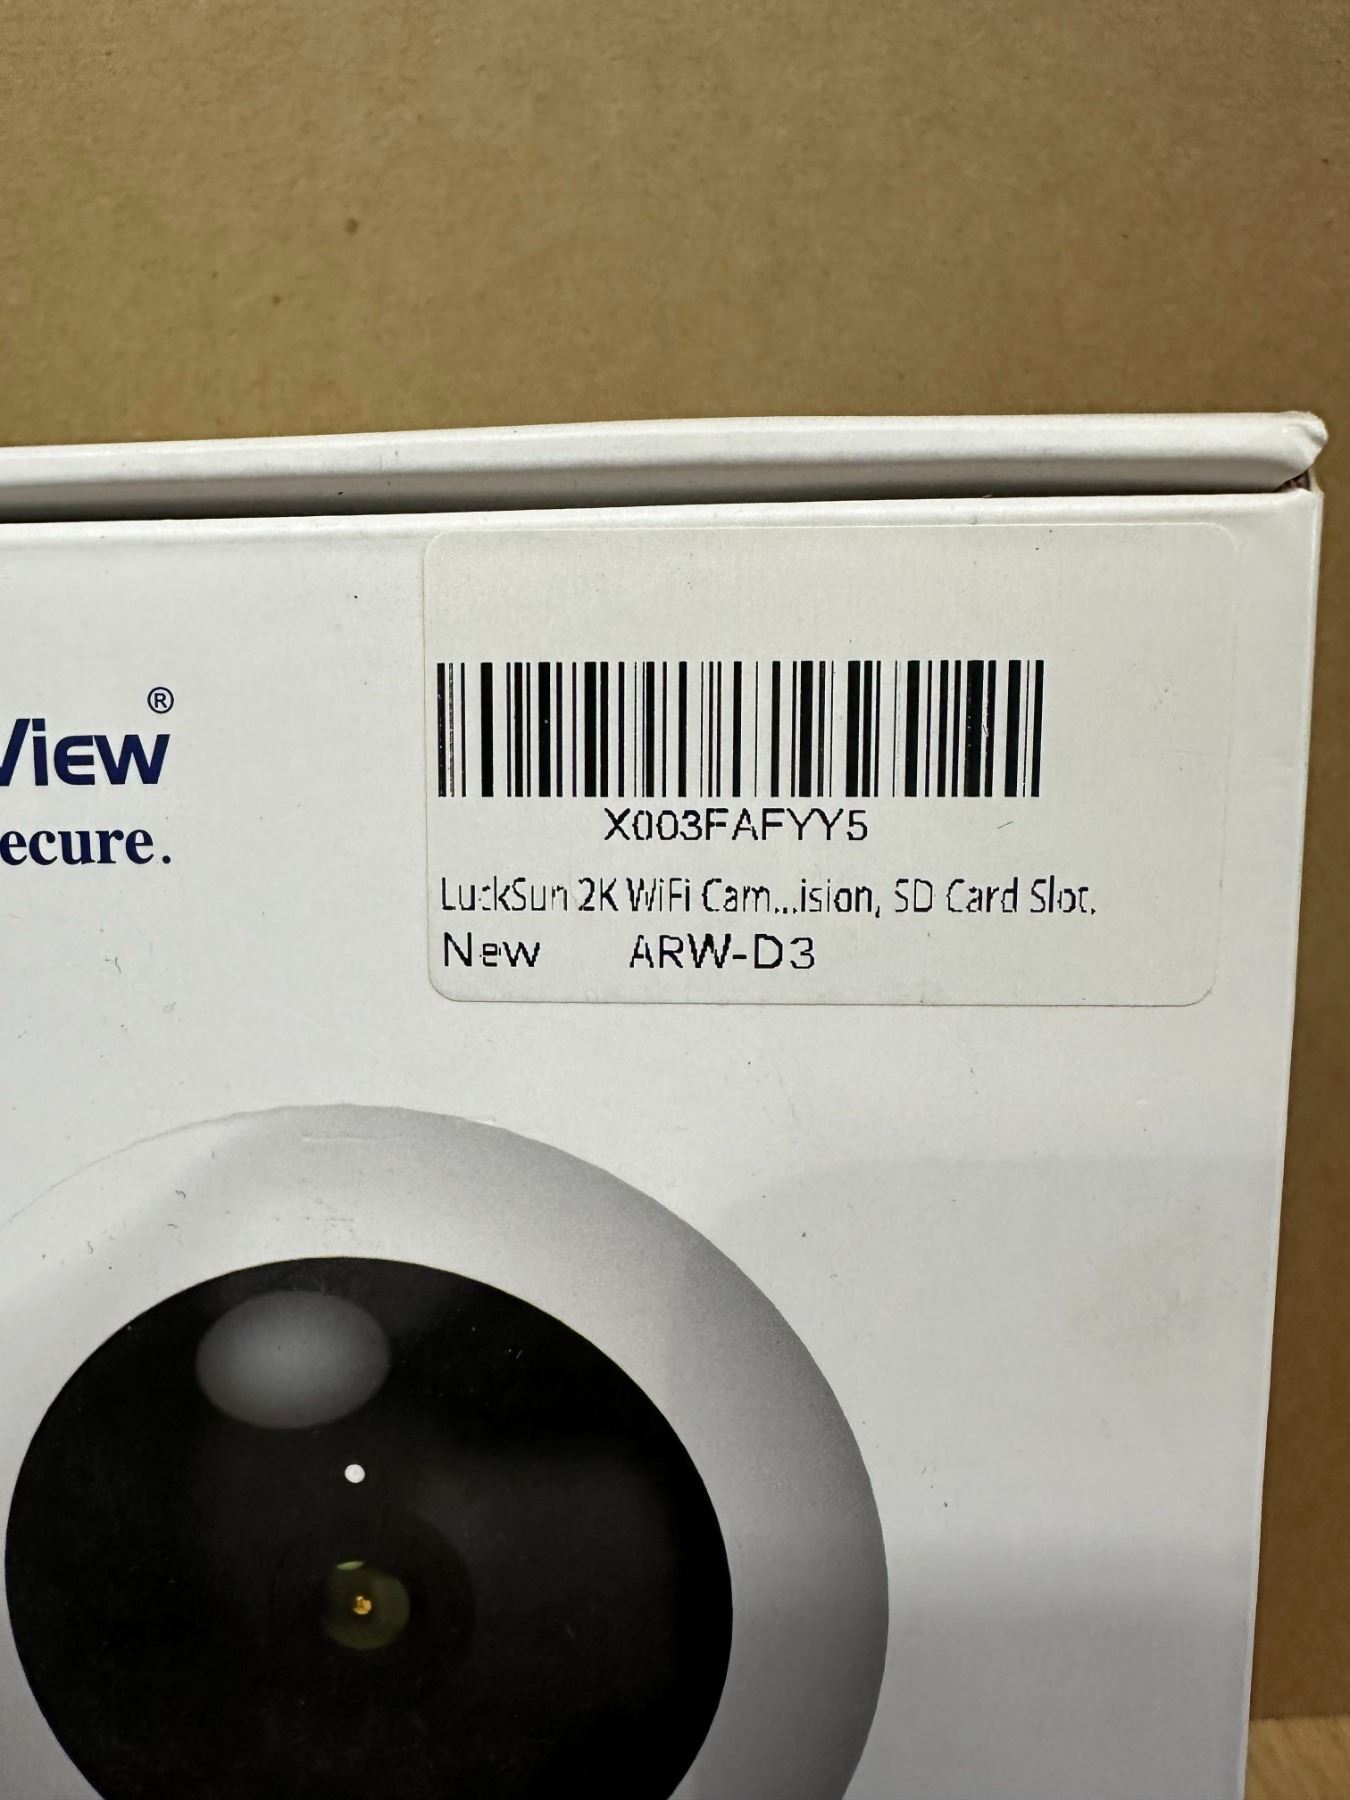 View®
ecure.
X003FAFYY5
LuckSun 2K WiFi Cam...ision, SD Card Slot,
New ARW-D3